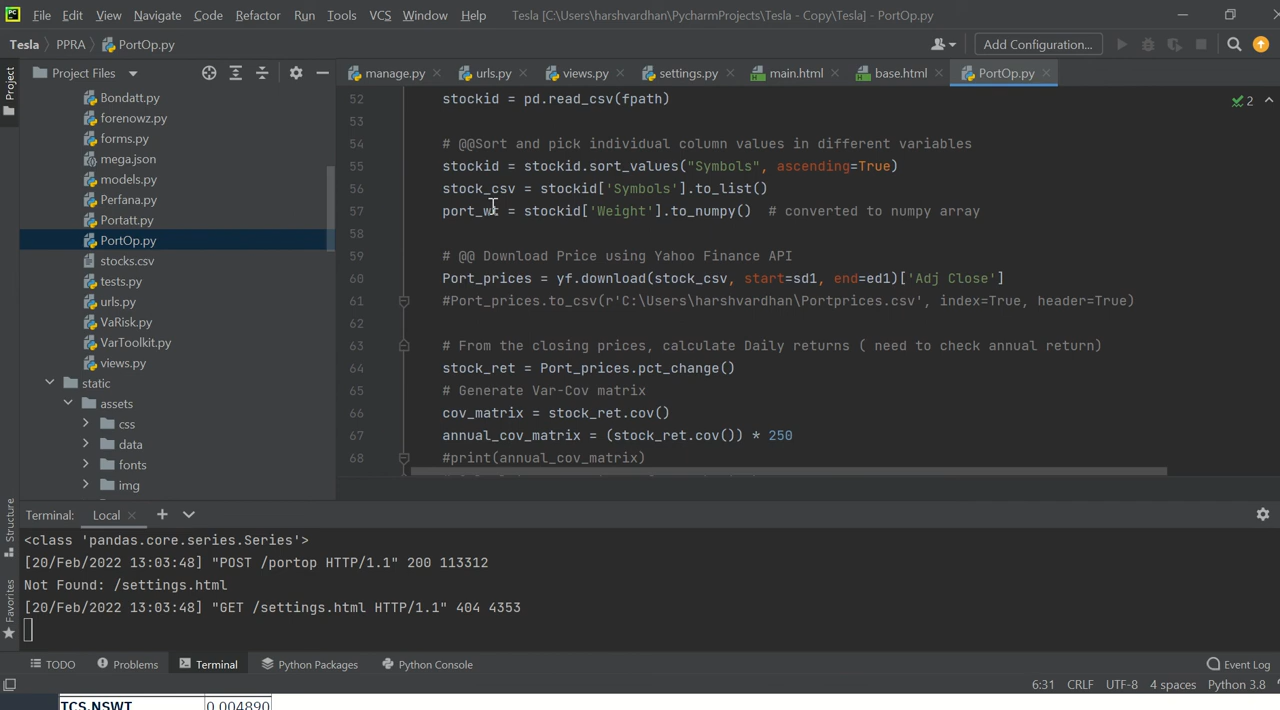 PC File Edit View Navigate Code Refactor Run Tools VCS Window Help Tesla [C:\Users\harshvardhan\PycharmProjects\Tesla - Copy\Tesla] - PortOp.py
Tesla PPRA PortOp.py Add Configuration...
Project
Project Files
manage.py urls.py views.py settings.py main.html base.html PortOp.py
Bondatt.py
forenowz.py
forms.py
mega.json
models.py
Perfana.py
Portatt.py
PortOp.py
stocks.csv
tests.py
urls.py
VaRisk.py
VarToolkit.py
views.py
static
assets
css
data
fonts
img
2
52 stockid = pd.read_csv(fpath)
53
54 # @@Sort and pick individual column values in different variables
55 stockid = stockid.sort_values("Symbols", ascending=True)
56 stock_csv = stockid['Symbols'].to_list()
57 port_wt = stockid['Weight'].to_numpy() # converted to numpy array
58
59 # @@ Download Price using Yahoo Finance API
60 Port_prices = yf.download(stock_csv, start=sd1, end=ed1)['Adj Close']
61 #Port_prices.to_csv(r'C:\Users\harshvardhan\Portprices.csv', index=True, header=True)
62
63 # From the closing prices, calculate Daily returns ( need to check annual return)
64 stock_ret = Port_prices.pct_change()
65 # Generate Var-Cov matrix
66 cov_matrix = stock_ret.cov()
67 annual_cov_matrix = (stock_ret.cov()) * 250
68 #print(annual_cov_matrix)
Structure
Favorites
Terminal: Local
<class 'pandas.core.series.Series'>
[20/Feb/2022 13:03:48] "POST /portop HTTP/1.1" 200 113312
Not Found: /settings.html
[20/Feb/2022 13:03:48] "GET /settings.html HTTP/1.1" 404 4353
TODO Problems Terminal Python Packages Python Console Event Log
6:31 CRLF UTF-8 4 spaces Python 3.8
TCS.NSWT 0.004890